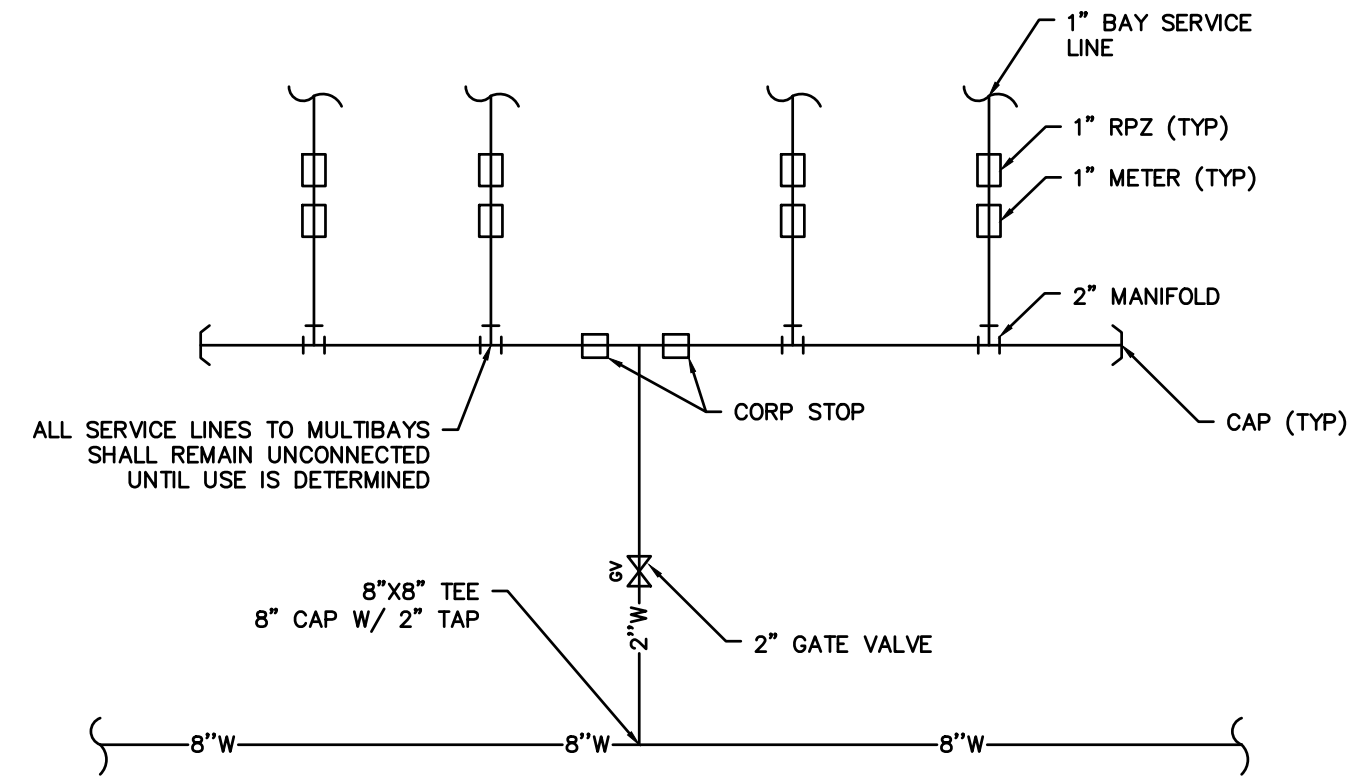 1” BAY SERVICE
LINE
1” RPZ (TYP)
1” METER (TYP)
2” MANIFOLD
CORP STOP
CAP (TYP)
ALL SERVICE LINES TO MULTIBAYS
SHALL REMAIN UNCONNECTED
UNTIL USE IS DETERMINED
GV
8”X8” TEE
8” CAP W/ 2” TAP
2”W
2” GATE VALVE
8”W
8”W
8”W